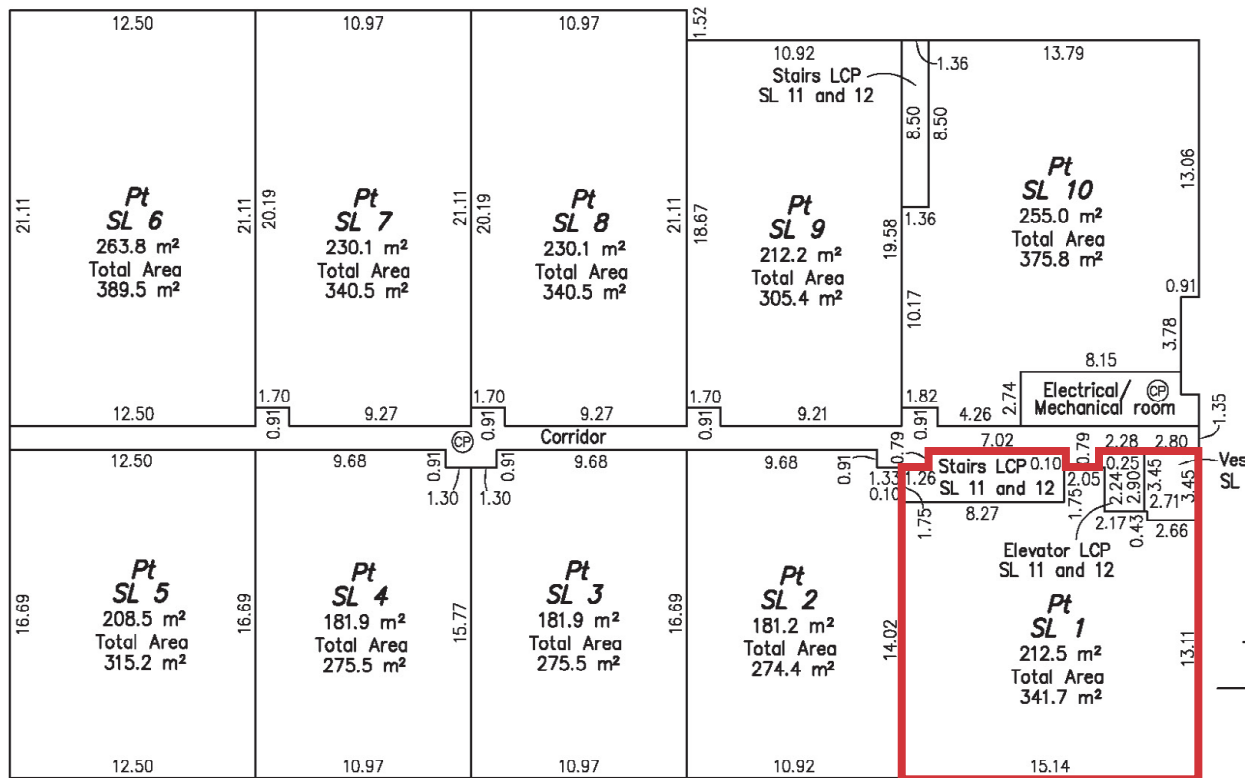 12.50
10.97
10.97
1.52
10.92
1.36
13.79
Stairs LCP
SL 11 and 12
8.50
8.50
13.06
21.11
Pt
SL 6
263.8 m²
Total Area
389.5 m²
21.11
20.19
Pt
SL 7
230.1 m²
Total Area
340.5 m²
21.11
20.19
Pt
SL 8
230.1 m²
Total Area
340.5 m²
21.11
18.67
Pt
SL 9
212.2 m²
Total Area
305.4 m²
19.58
1.36
10.17
Pt
SL 10
255.0 m²
Total Area
375.8 m²
0.91
3.78
8.15
2.74
Electrical/
Mechanical room
CP
12.50
1.70
0.91
9.27
1.70
0.91
9.27
1.70
0.91
9.21
1.82
0.91
4.26
1.35
CP
Corridor
12.50
9.68
0.91
1.30
0.91
1.30
9.68
9.68
0.91
1.33
0.10
0.79
7.02
0.79
2.28
2.80
1.26
Stairs LCP
SL 11 and 12
0.10
2.05
0.25
1.75
8.27
1.75
2.24
2.90
3.45
2.71
3.45
Ves
SL
2.17
0.43
2.66
Elevator LCP
SL 11 and 12
16.69
Pt
SL 5
208.5 m²
Total Area
315.2 m²
16.69
Pt
SL 4
181.9 m²
Total Area
275.5 m²
15.77
Pt
SL 3
181.9 m²
Total Area
275.5 m²
16.69
Pt
SL 2
181.2 m²
Total Area
274.4 m²
14.02
Pt
SL 1
212.5 m²
Total Area
341.7 m²
13.11
12.50
10.97
10.97
10.92
15.14